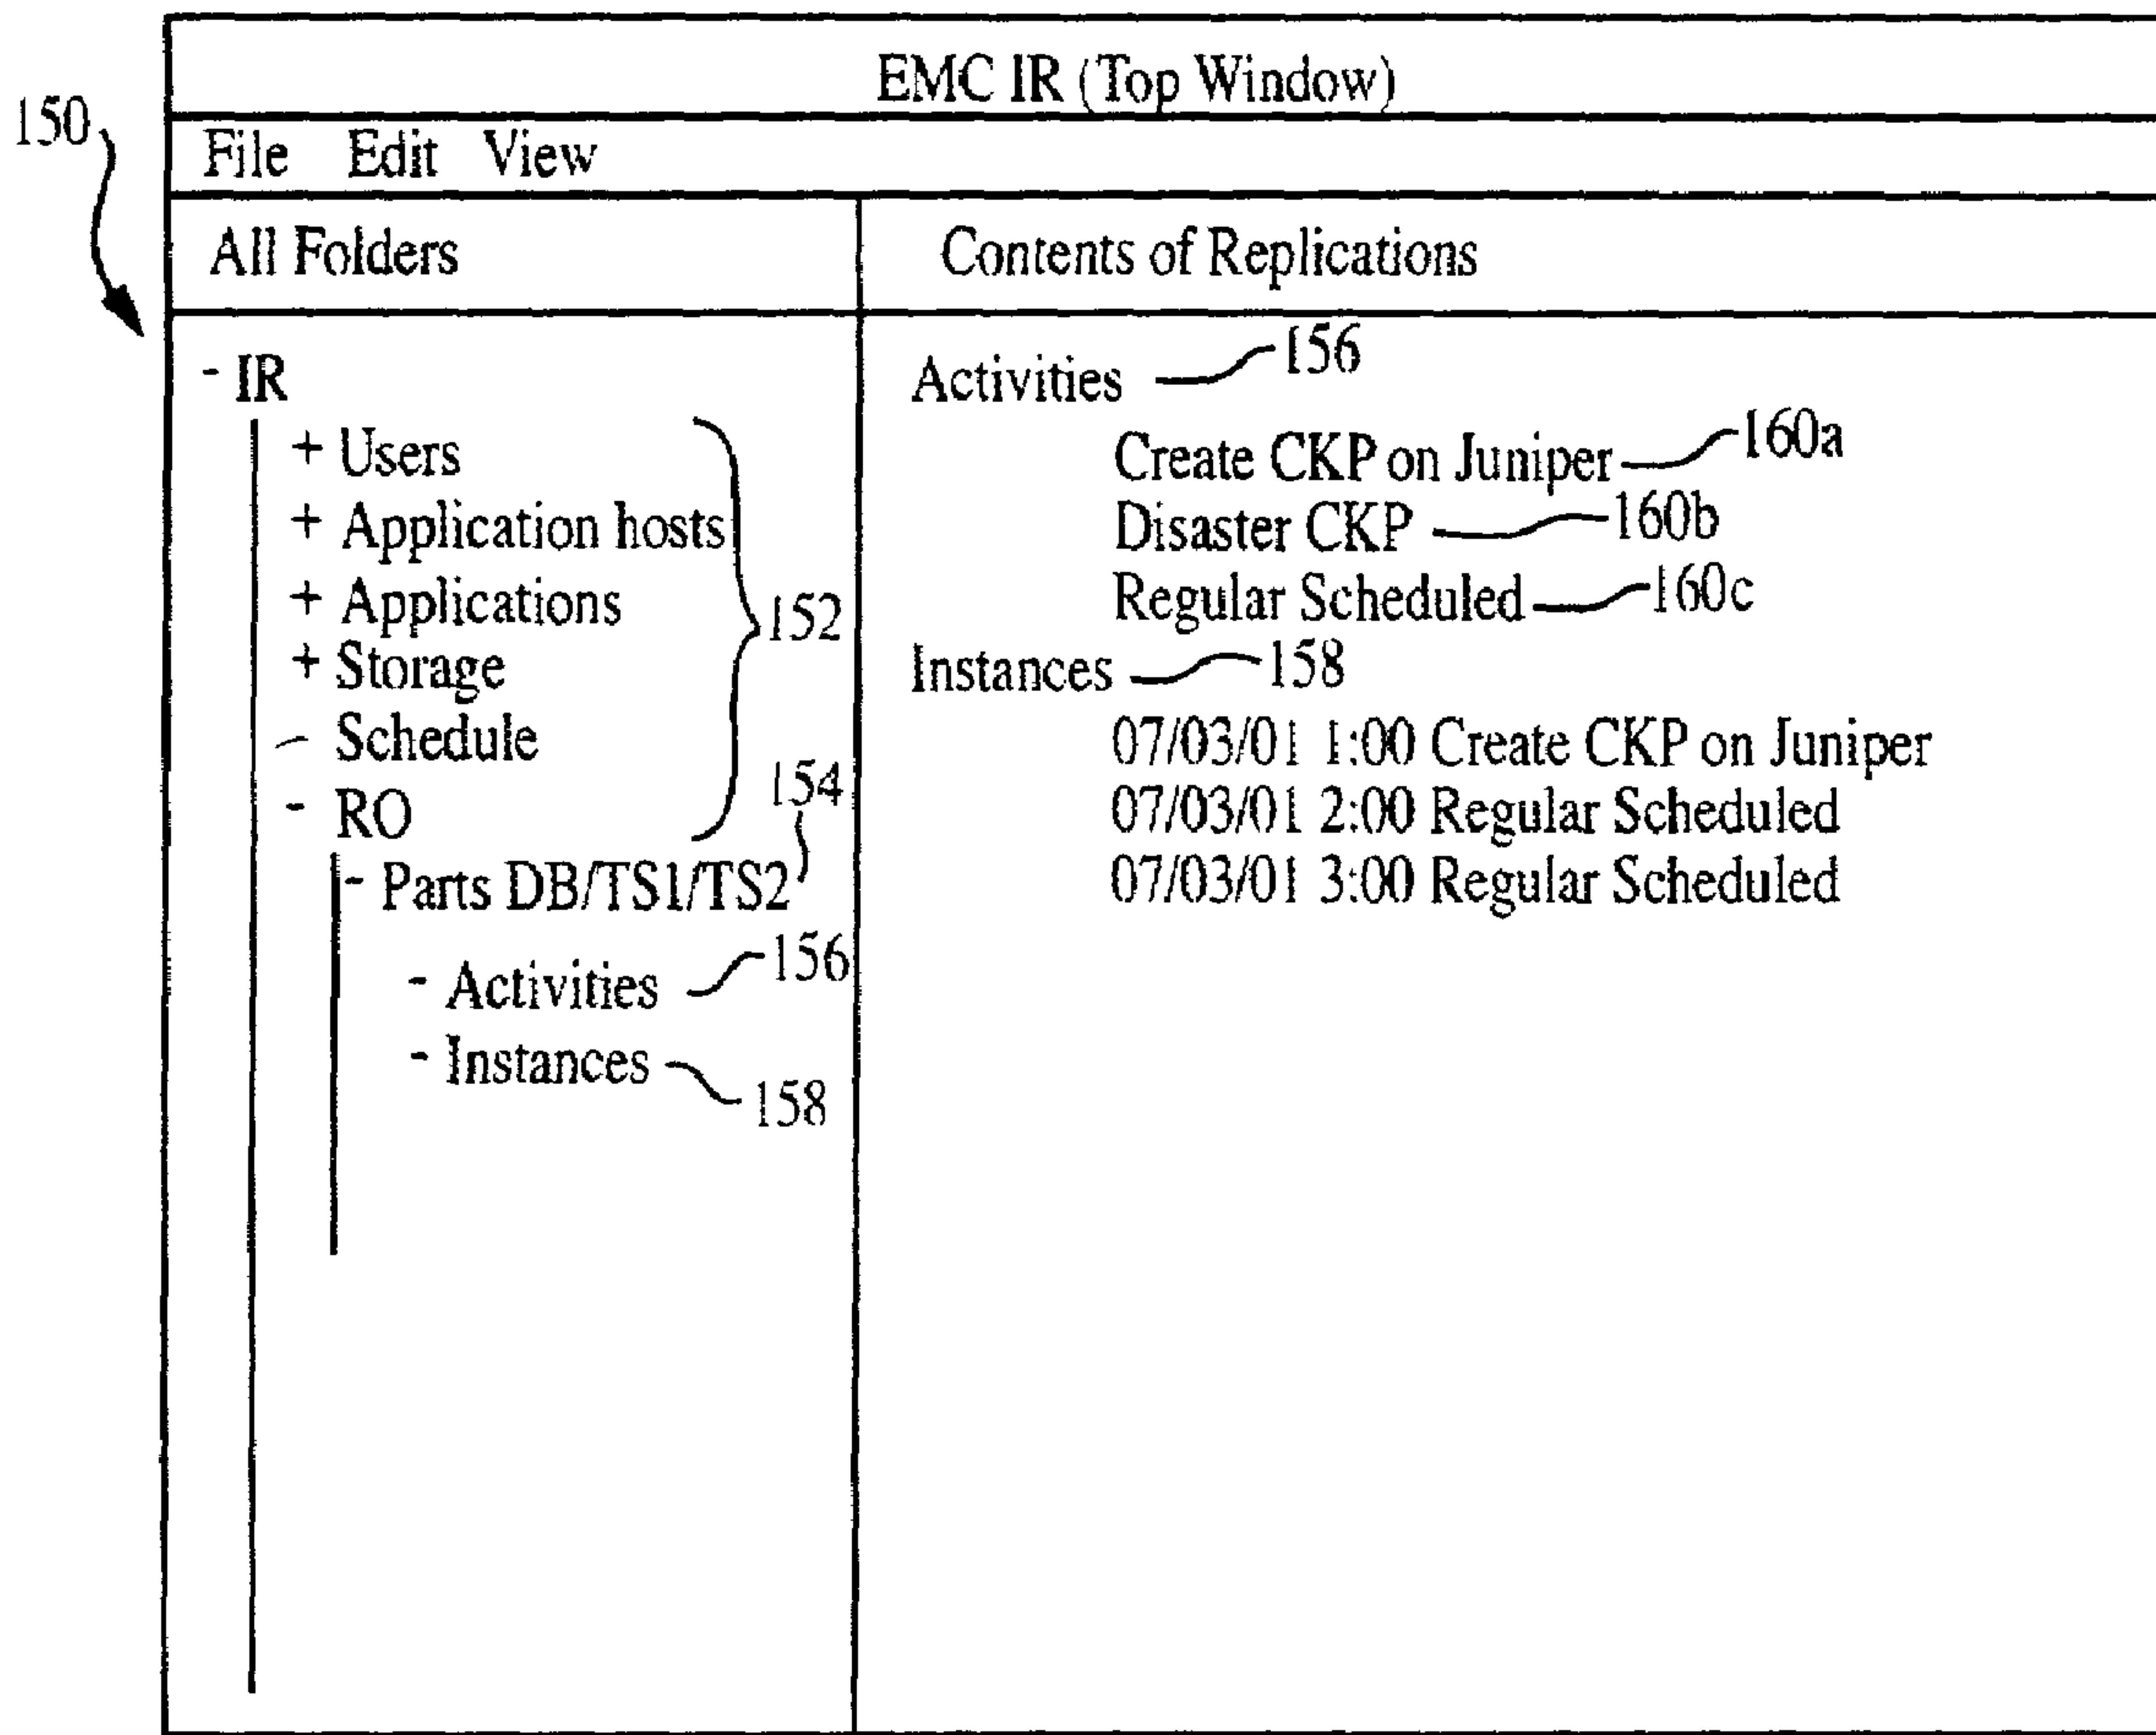 EMC IR (Top Window)
150
File Edit View
All Folders
Contents of Replications
- IR
+ Users
+ Application hosts
+ Applications
+ Storage
- Schedule
- RO
152
154
- Parts DB/TS1/TS2
- Activities 156
- Instances 158
Activities 156
Create CKP on Juniper 160a
Disaster CKP 160b
Regular Scheduled 160c
Instances 158
07/03/01 1:00 Create CKP on Juniper
07/03/01 2:00 Regular Scheduled
07/03/01 3:00 Regular Scheduled